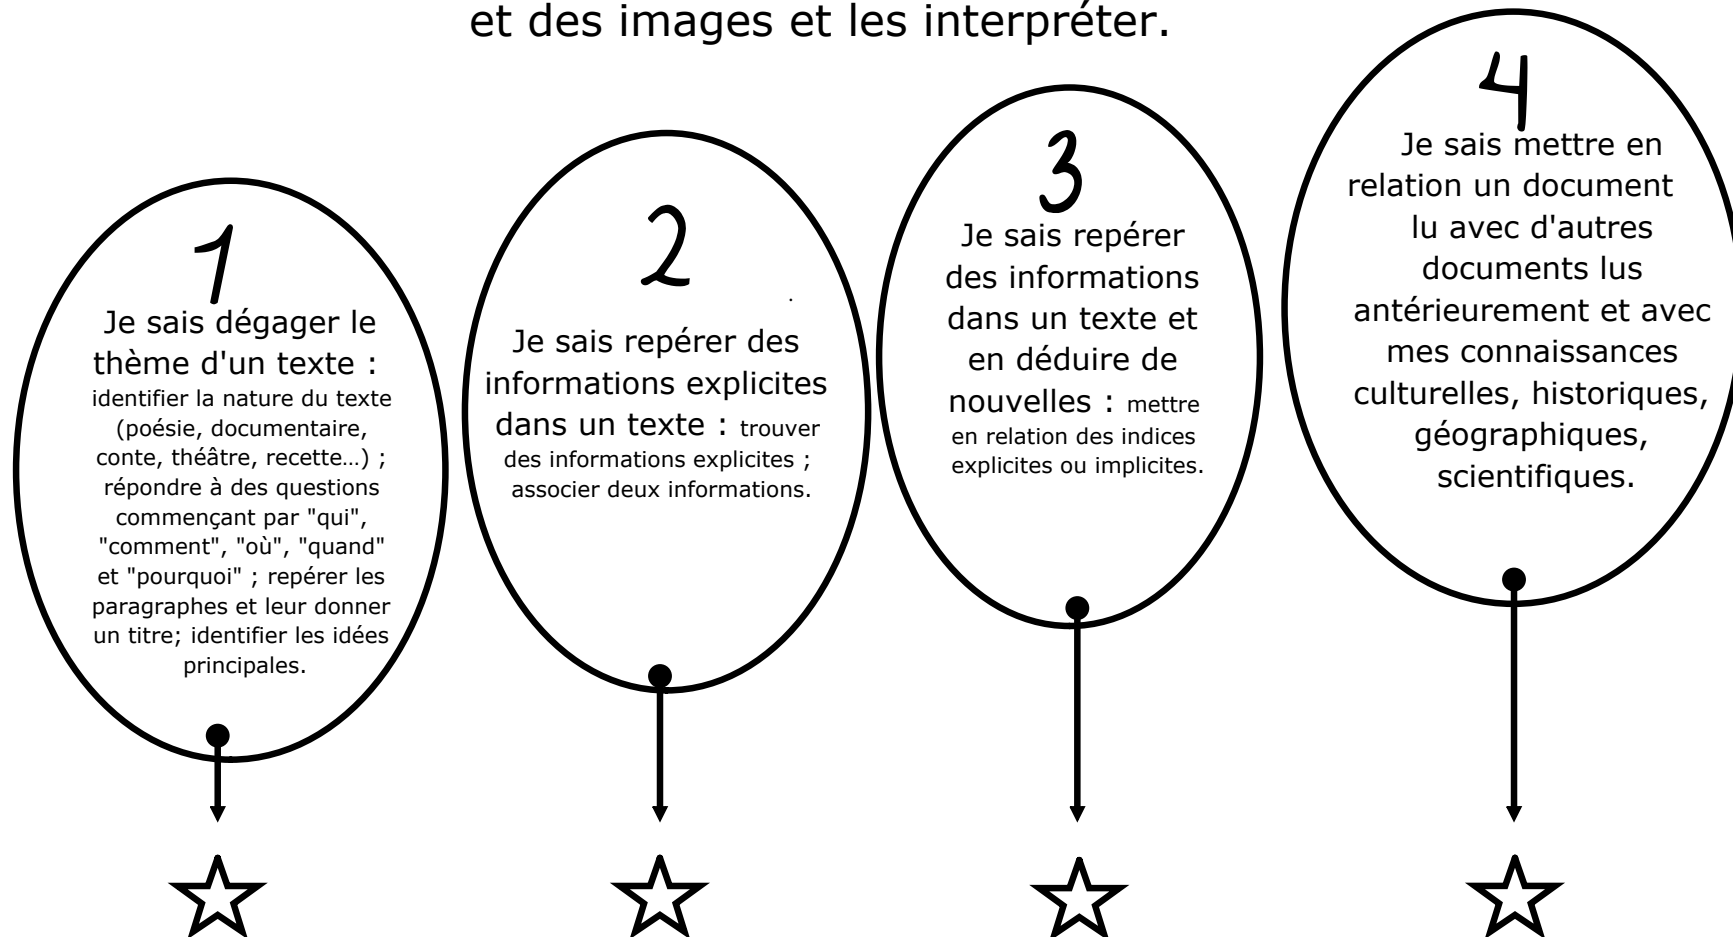 et des images et les interpréter.
1
Je sais dégager le
thème d'un texte :
identifier la nature du texte
(poésie, documentaire,
conte, théâtre, recette…) ;
répondre à des questions
commençant par "qui",
"comment", "où", "quand"
et "pourquoi" ; repérer les
paragraphes et leur donner
un titre; identifier les idées
principales.
2
.
Je sais repérer des
informations explicites
dans un texte : trouver
des informations explicites ;
associer deux informations.
3
Je sais repérer
des informations
dans un texte et
en déduire de
nouvelles : mettre
en relation des indices
explicites ou implicites.
4
Je sais mettre en
relation un document
lu avec d'autres
documents lus
antérieurement et avec
mes connaissances
culturelles, historiques,
géographiques,
scientifiques.